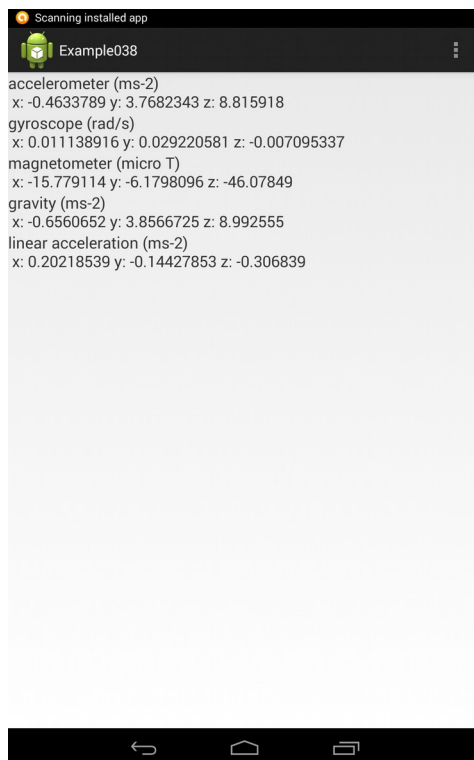 Scanning installed app
Example038
accelerometer (ms-2)
x: -0.4633789 y: 3.7682343 z: 8.815918
gyroscope (rad/s)
x: 0.011138916 y: 0.029220581 z: -0.007095337
magnetometer (micro T)
x: -15.779114 y: -6.1798096 z: -46.07849
gravity (ms-2)
x: -0.6560652 y: 3.8566725 z: 8.992555
linear acceleration (ms-2)
x: 0.20218539 y: -0.14427853 z: -0.306839